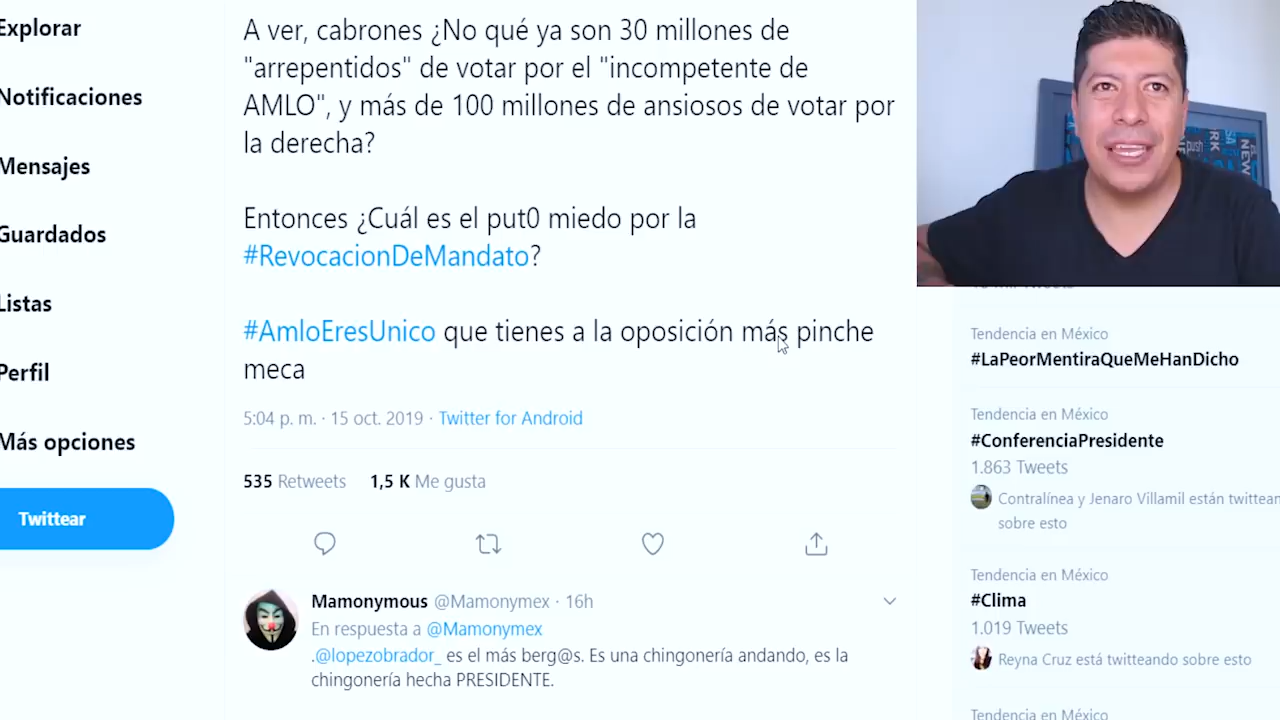 Explorar
Notificaciones
Mensajes
Guardados
Listas
Perfil
Más opciones
Twittear
A ver, cabrones ¿No qué ya son 30 millones de
"arrepentidos" de votar por el "incompetente de
AMLO", y más de 100 millones de ansiosos de votar por
la derecha?
Entonces ¿Cuál es el put0 miedo por la
#RevocacionDeMandato?
#AmloEresUnico que tienes a la oposición más pinche
meca
5:04 p. m. · 15 oct. 2019 · Twitter for Android
535 Retweets 1,5 K Me gusta
Mamonymous @Mamonymex · 16h
En respuesta a @Mamonymex
.@lopezobrador_ es el más berg@s. Es una chingonería andando, es la
chingonería hecha PRESIDENTE.
push
NEW
Tendencia en México
#LaPeorMentiraQueMeHanDicho
Tendencia en México
#ConferenciaPresidente
1.863 Tweets
Contralínea y Jenaro Villamil están twittean
sobre esto
Tendencia en México
#Clima
1.019 Tweets
Reyna Cruz está twitteando sobre esto
Tendencia en México